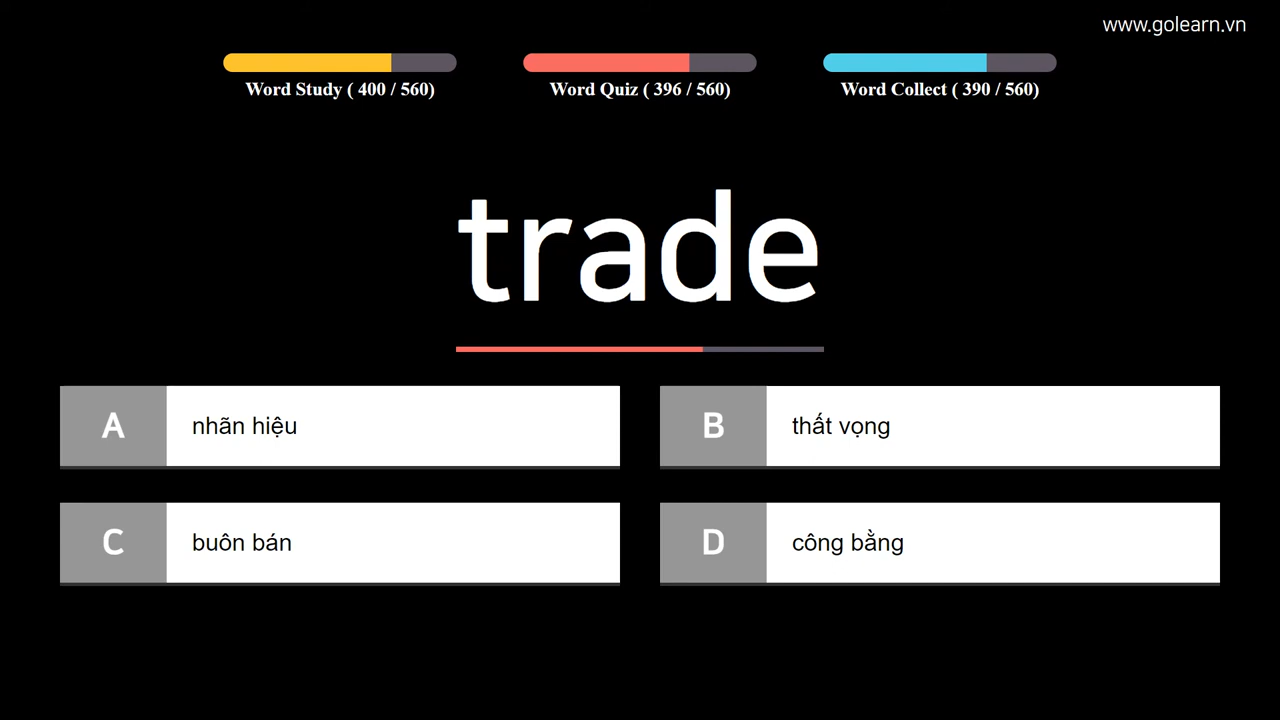 www.golearn.vn
Word Study ( 400 / 560)
Word Quiz ( 396 / 560)
Word Collect ( 390 / 560)
trade
A
nhãn hiệu
B
thất vọng
C
buôn bán
D
công bằng